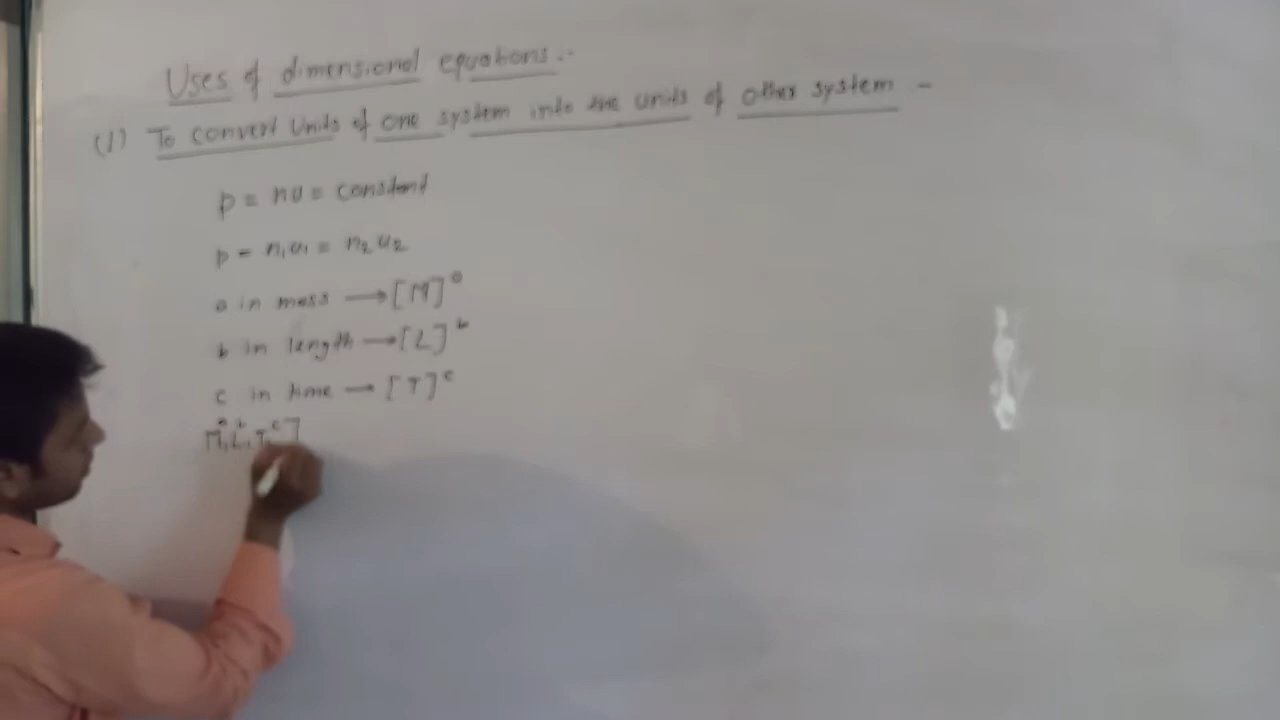 Uses of dimensional equations :-
(1) To convert units of one system into the units of other system -
p = nu = constant
p = n₁u₁ = n₂u₂
a in mass → [M]ᵃ
b in length → [L]ᵇ
c in time → [T]ᶜ
M₁ᵃL₁ᵇT₁ᶜ]